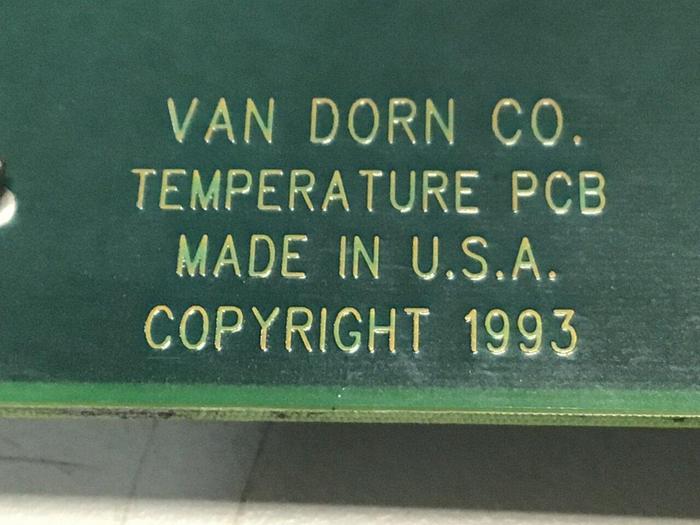 VAN DORN CO.
TEMPERATURE PCB
MADE IN U.S.A.
COPYRIGHT 1993